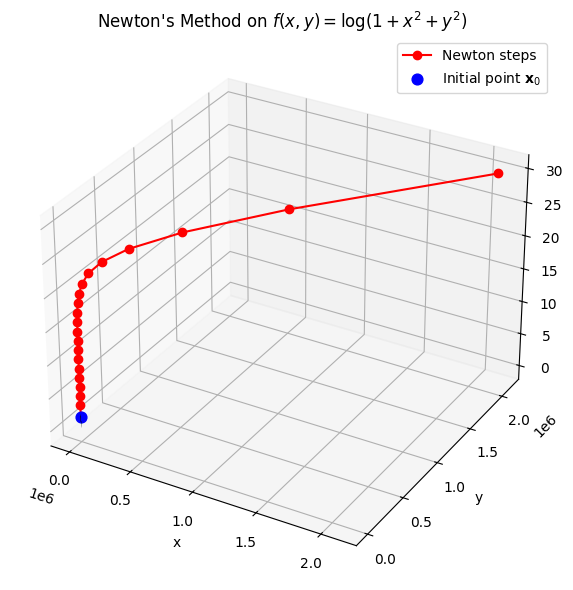 Newton's Method on f(x, y) = log(1 + x² + y²)
Newton steps
Initial point x₀
30
25
20
15
10
5
0
2.0
1e6
1.5
1.0
y
0.5
0.0
0.0
1e6
0.5
1.0
x
1.5
2.0